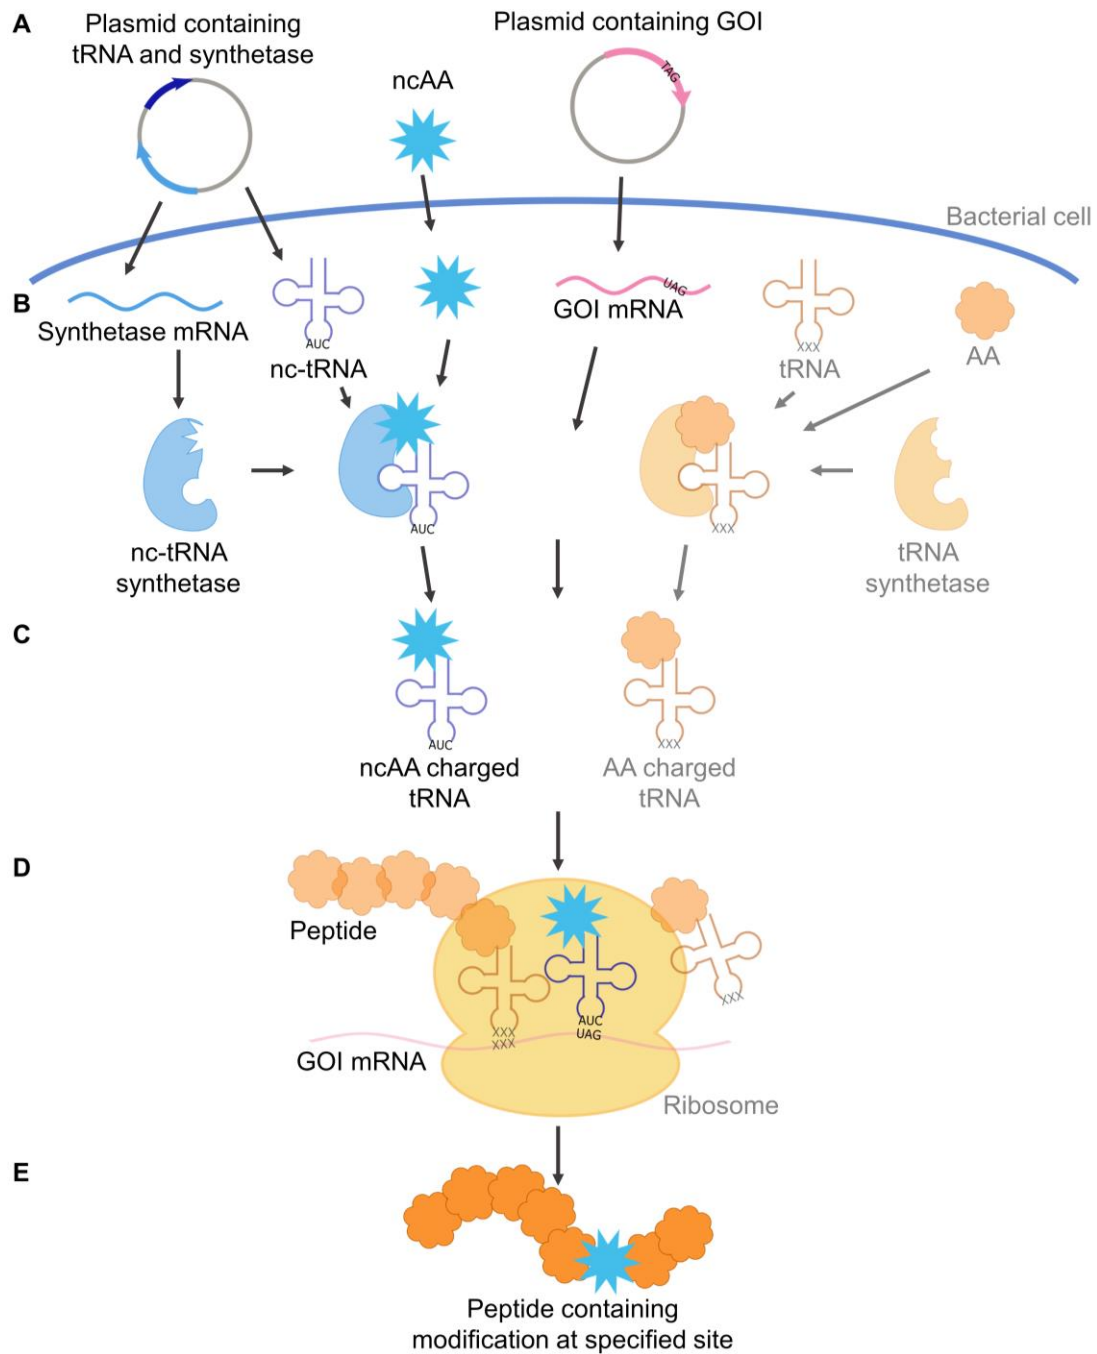 A
Plasmid containing
tRNA and synthetase
ncAA
Plasmid containing GOI
TAG
Bacterial cell
B
Synthetase mRNA
AUC
nc-tRNA
UAG
GOI mRNA
XXX
tRNA
AA
AUC
XXX
nc-tRNA
synthetase
tRNA
synthetase
C
AUC
ncAA charged
tRNA
XXX
AA charged
tRNA
D
Peptide
XXX
XXX
AUC
UAG
XXX
GOI mRNA
Ribosome
E
Peptide containing
modification at specified site